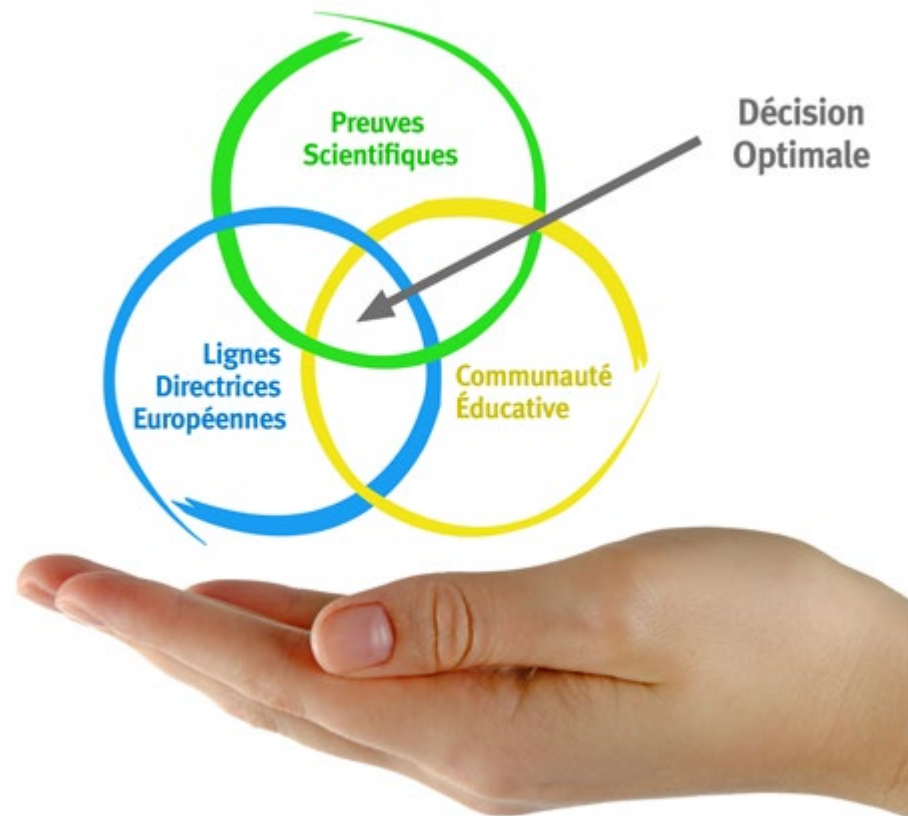 Preuves
Scientifiques
Décision
Optimale
Lignes
Directrices
Européennes
Communauté
Éducative